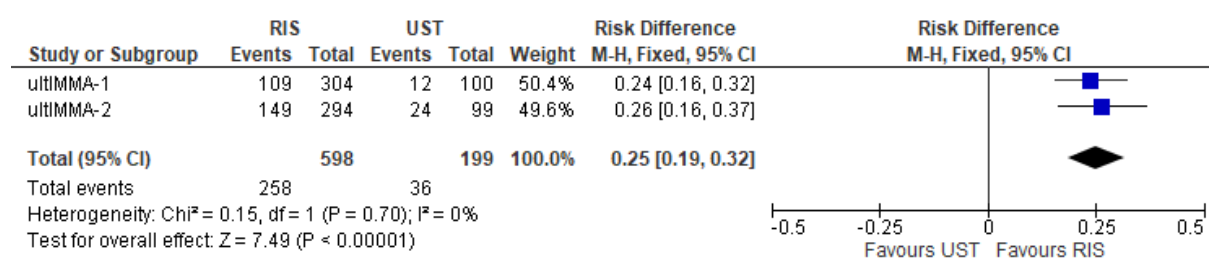 RIS UST Risk Difference Risk Difference
Study or Subgroup Events Total Events Total Weight M-H, Fixed, 95% CI M-H, Fixed, 95% CI
ultIMMA-1 109 304 12 100 50.4% 0.24 [0.16, 0.32]
ultIMMA-2 149 294 24 99 49.6% 0.26 [0.16, 0.37]
Total (95% CI) 598 199 100.0% 0.25 [0.19, 0.32]
Total events 258 36
Heterogeneity: Chi² = 0.15, df = 1 (P = 0.70); I² = 0%
Test for overall effect: Z = 7.49 (P < 0.00001)
-0.5 -0.25 0 0.25 0.5
Favours UST Favours RIS